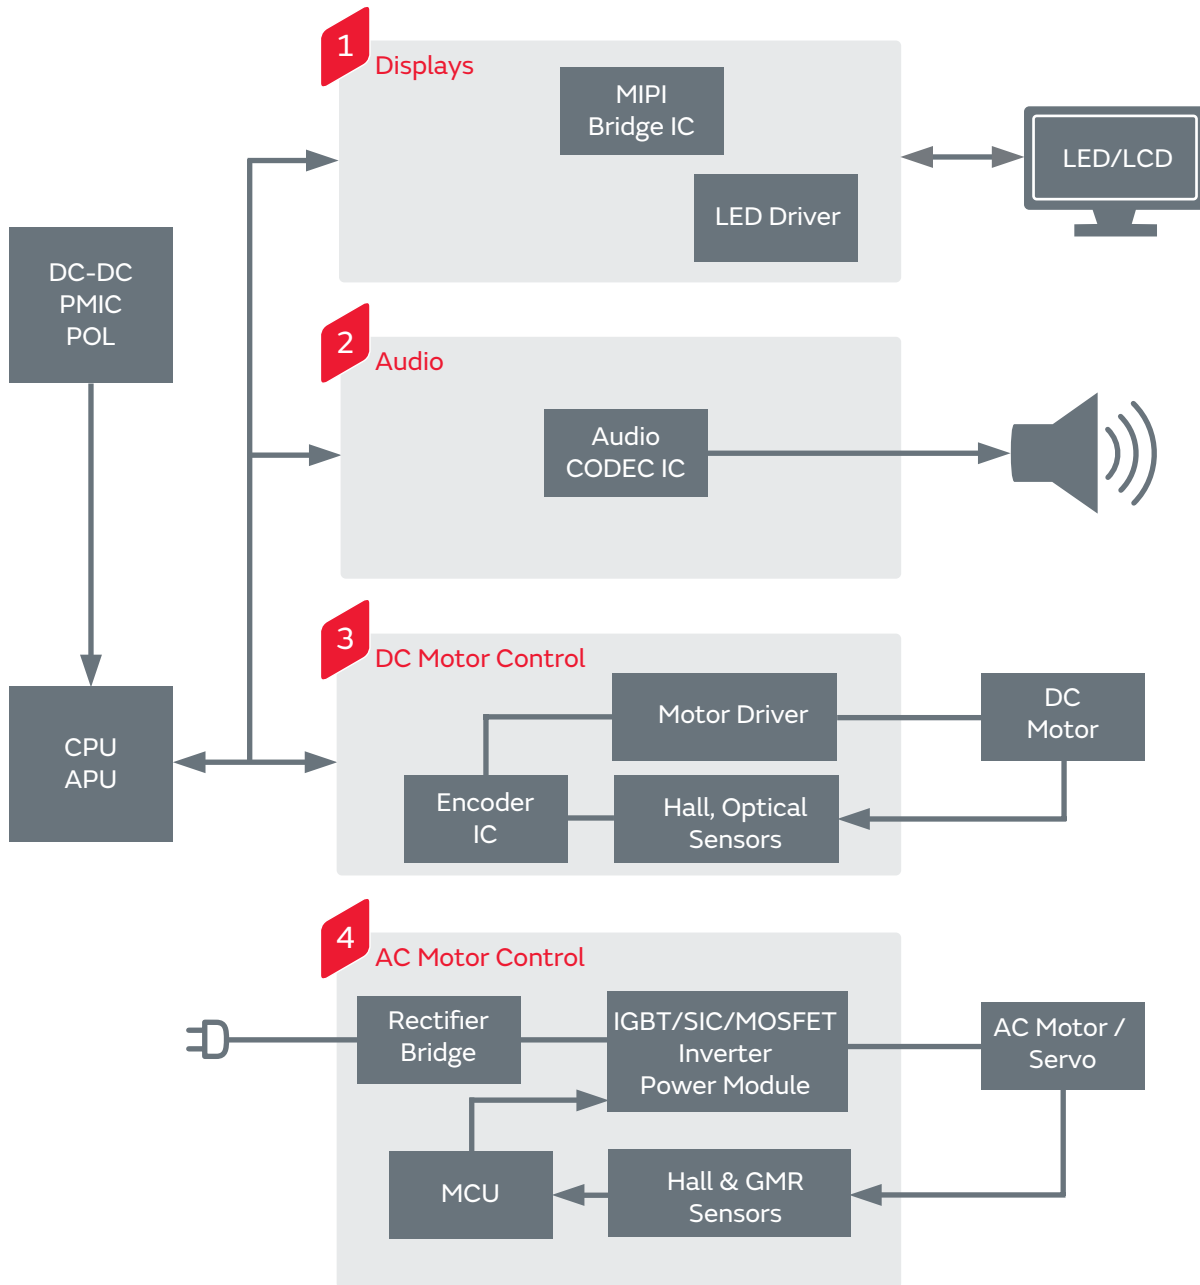 1
Displays
MIPI
Bridge IC
LED Driver
LED/LCD
DC-DC
PMIC
POL
2
Audio
Audio
CODEC IC
3
DC Motor Control
Motor Driver
DC
Motor
CPU
APU
Encoder
IC
Hall, Optical
Sensors
4
AC Motor Control
Rectifier
Bridge
IGBT/SIC/MOSFET
Inverter
Power Module
AC Motor /
Servo
MCU
Hall & GMR
Sensors